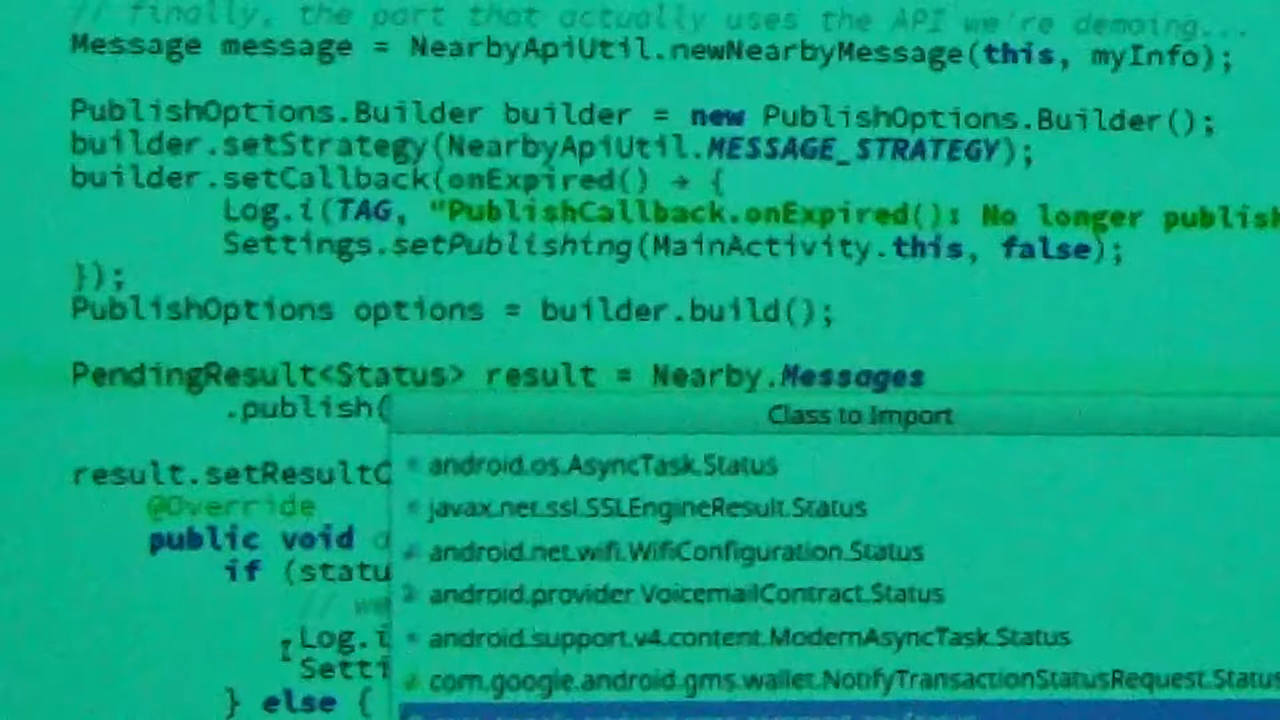 // finally, the part that actually uses the API we're demoing...
Message message = NearbyApiUtil.newNearbyMessage(this, myInfo);
PublishOptions.Builder builder = new PublishOptions.Builder();
builder.setStrategy(NearbyApiUtil.MESSAGE_STRATEGY);
builder.setCallback(onExpired() → {
Log.i(TAG, "PublishCallback.onExpired(): No longer publish
Settings.setPublishing(MainActivity.this, false);
});
PublishOptions options = builder.build();
PendingResult<Status> result = Nearby.Messages
.publish(
Class to Import
android.os.AsyncTask.Status
result.setResultC
javax.net.ssl.SSLEngineResult.Status
@Override
public void
android.net.wifi.WifiConfiguration.Status
if (statu
android.provider.VoicemailContract.Status
// we
Log.i
android.support.v4.content.ModernAsyncTask.Status
Setti
com.google.android.gms.wallet.NotifyTransactionStatusRequest.Status
} else {